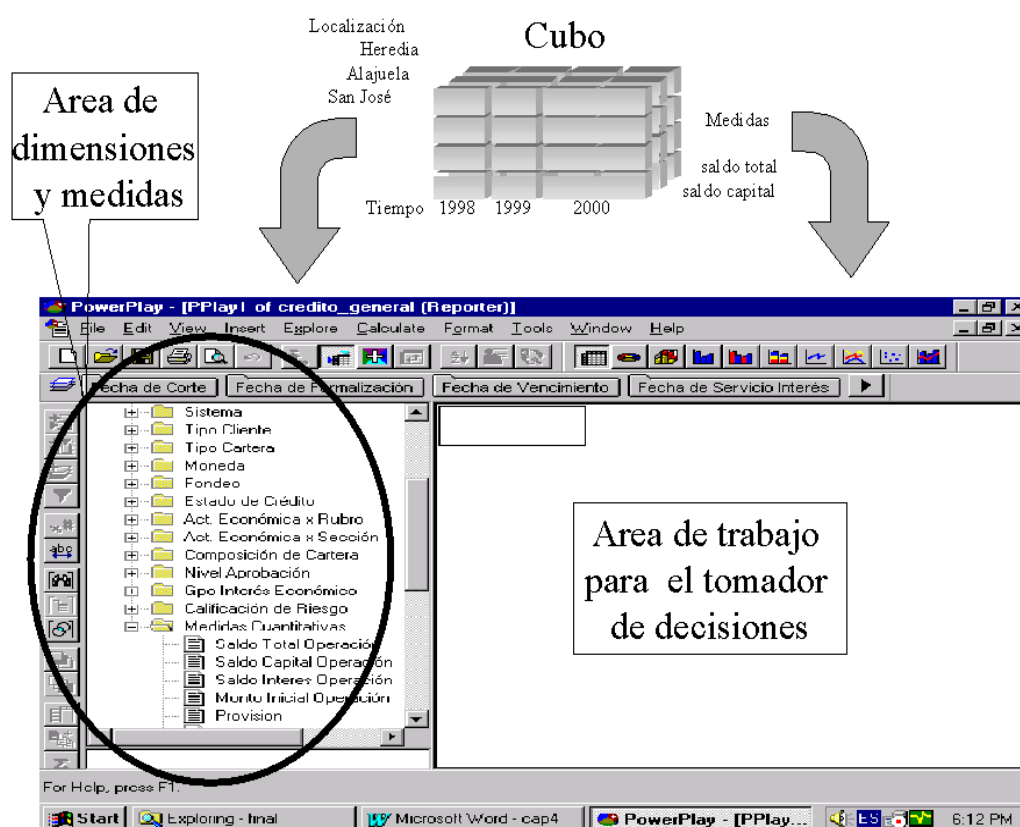 Localización
Heredia
Alajuela
San José
Cubo
Medidas
saldo total
saldo capital
Tiempo 1998 1999 2000
Area de
dimensiones
y medidas
PowerPlay - [PPlay1 of credito_general (Reporter)]
File Edit View Insert Explore Calculate Format Tools Window Help
Fecha de Corte Fecha de Formalización Fecha de Vencimiento Fecha de Servicio Interés
Sistema
Tipo Cliente
Tipo Cartera
Moneda
Fondeo
Estado de Crédito
Act. Económica x Rubro
Act. Económica x Sección
Composición de Cartera
Nivel Aprobación
Gpo Interés Económico
Calificación de Riesgo
Medidas Cuantitativas
Saldo Total Operación
Saldo Capital Operación
Saldo Interes Operación
Monto Inicial Operación
Provision
abc
Area de trabajo
para el tomador
de decisiones
For Help, press F1.
Start Exploring - final Microsoft Word - cap4 PowerPlay - [PPlay... ES 6:12 PM